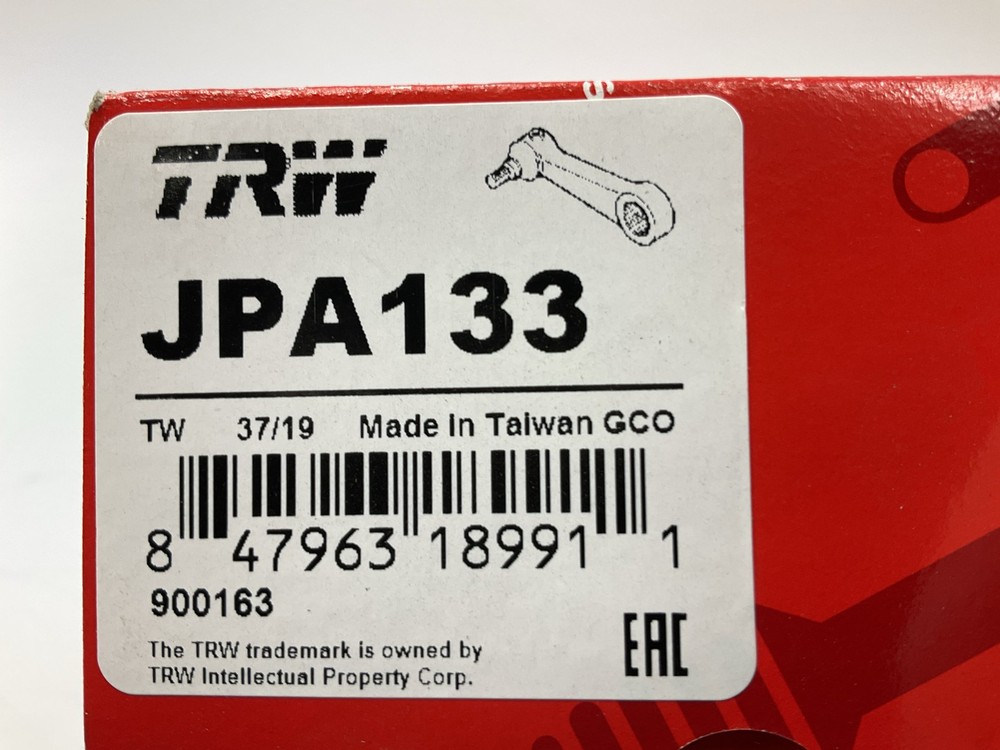 S
TRW
JPA133
TW 37/19 Made In Taiwan GCO
8 47963 18991 1
900163
The TRW trademark is owned by
TRW Intellectual Property Corp.
EAC